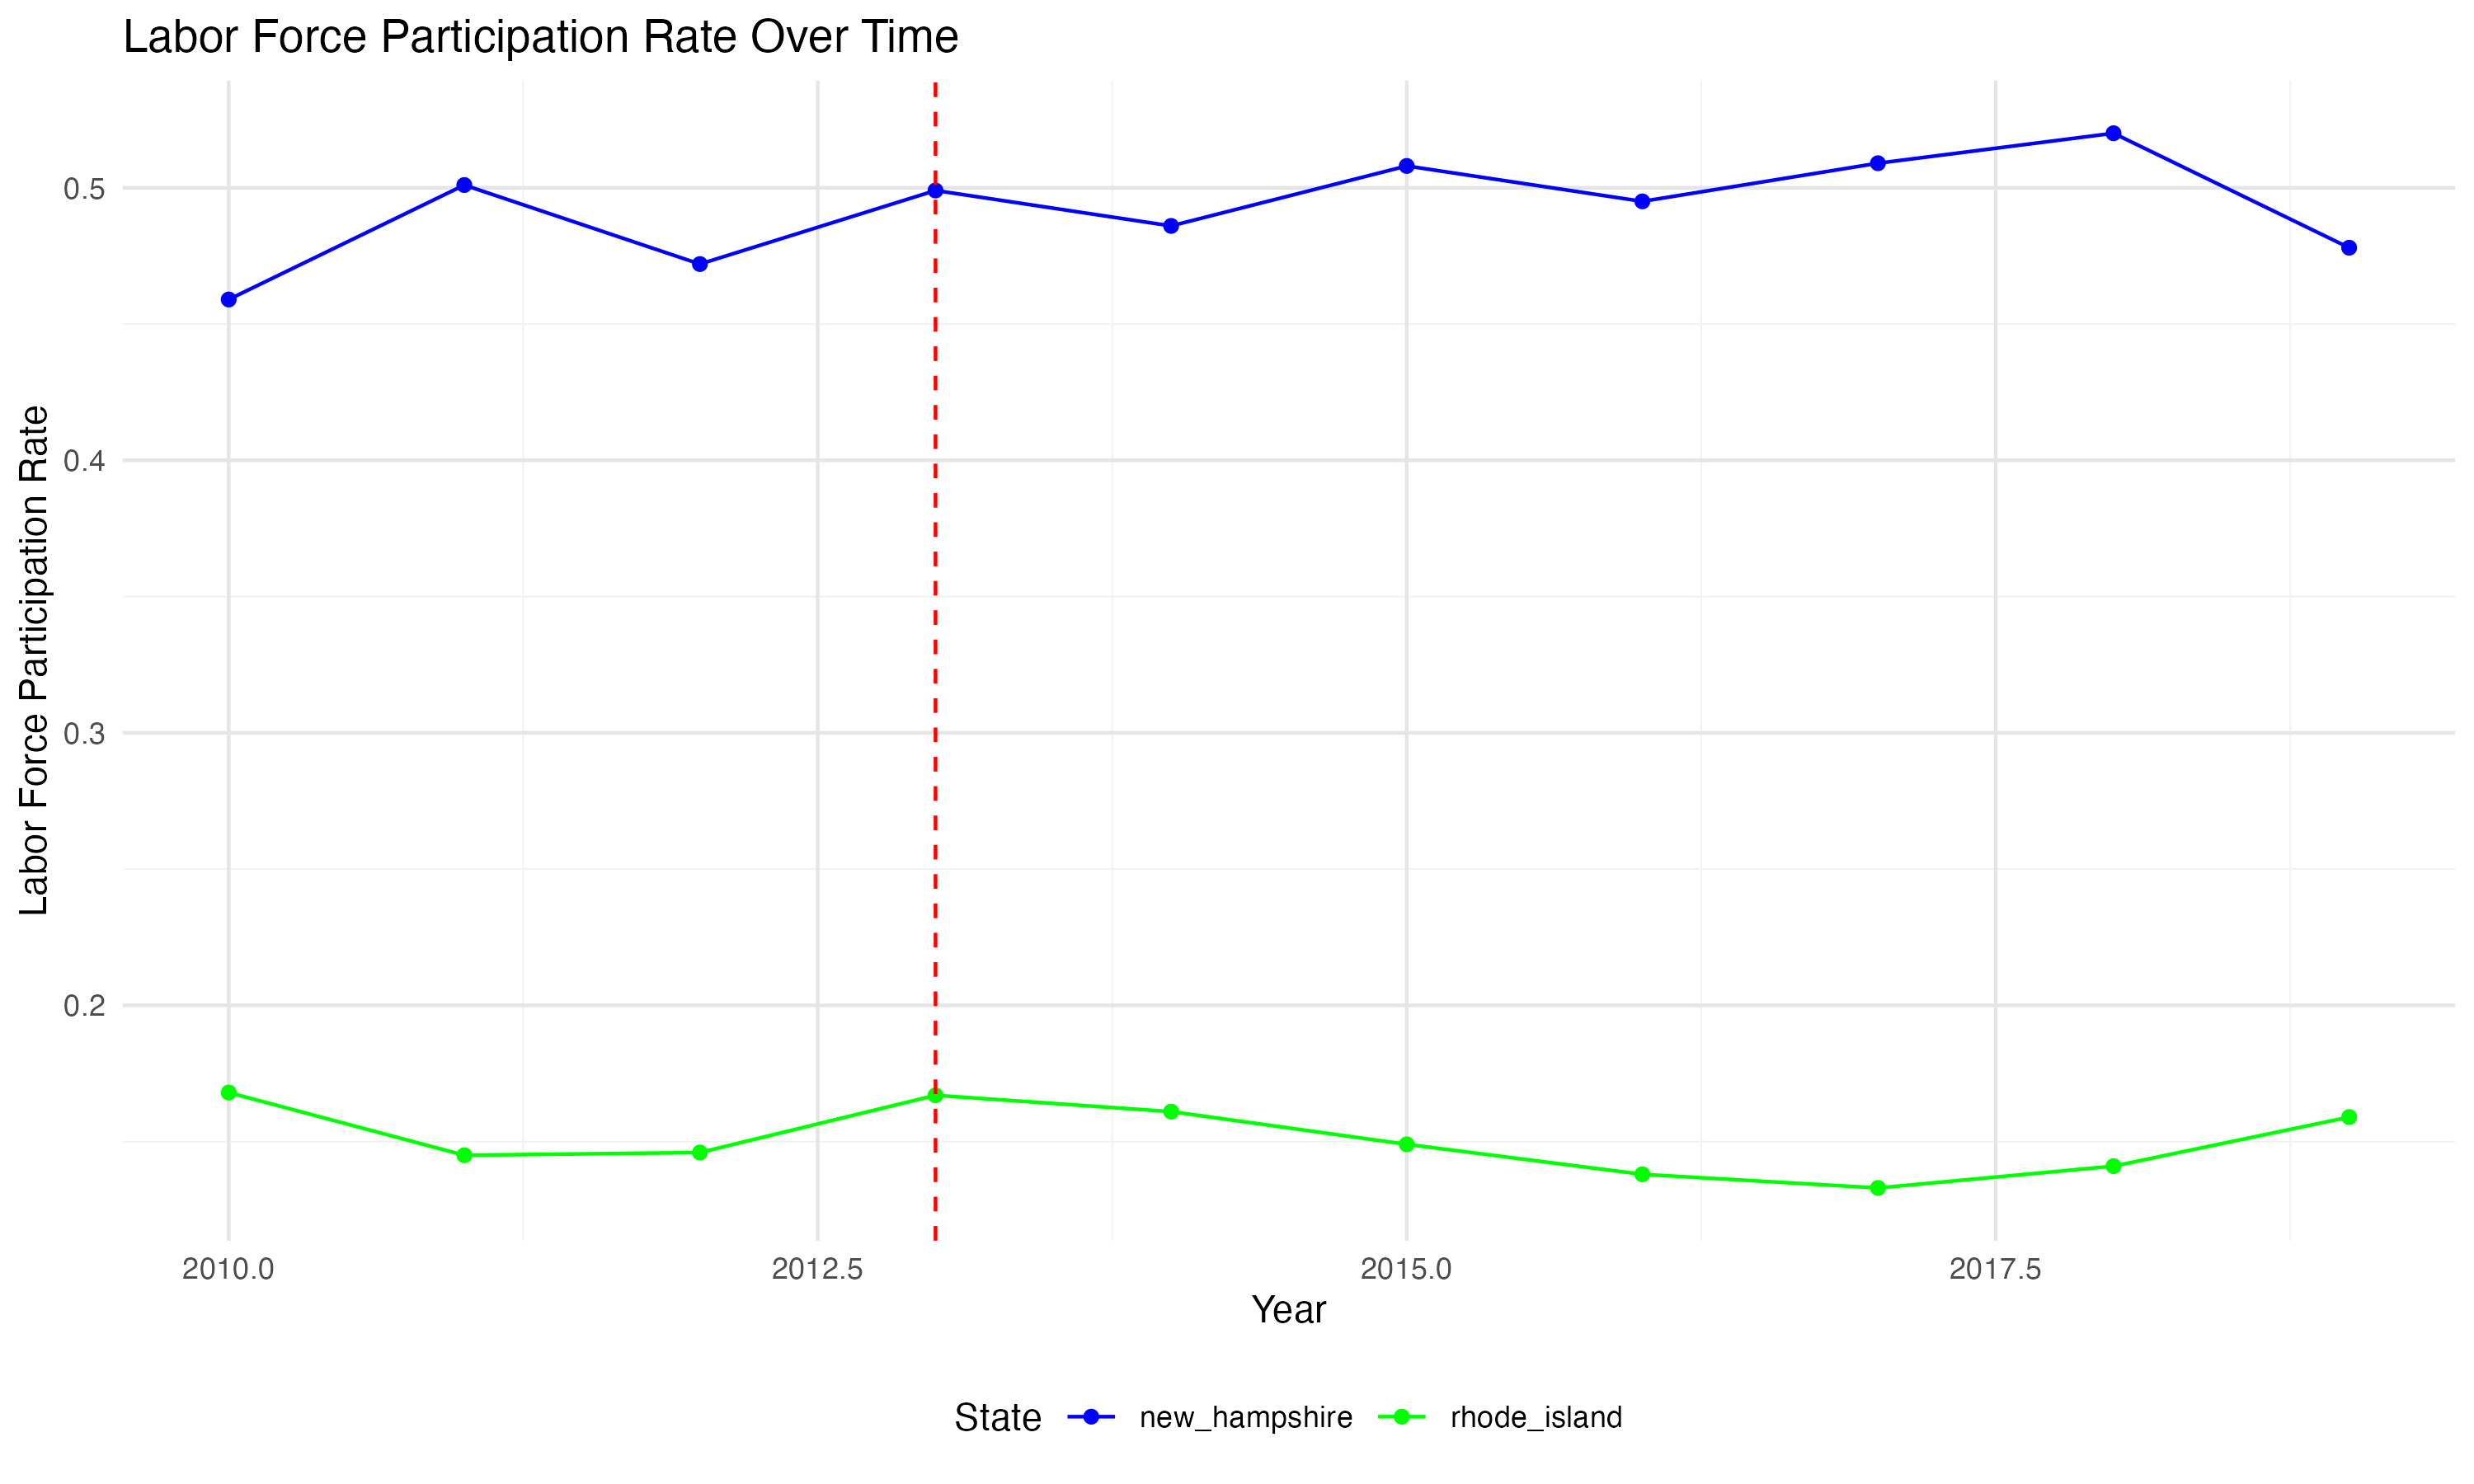 Labor Force Participation Rate Over Time
Labor Force Participation Rate
0.5
0.4
0.3
0.2
2010.0 2012.5 2015.0 2017.5
Year
State new_hampshire rhode_island